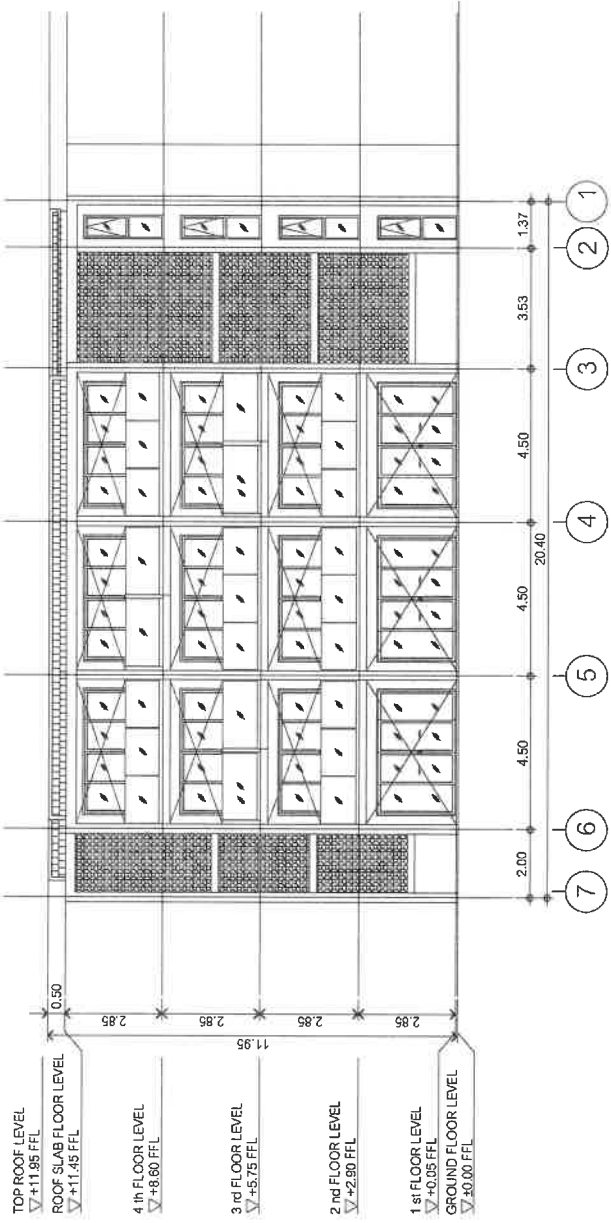 TOP ROOF LEVEL
+11.95 FFL
ROOF SLAB FLOOR LEVEL
+11.45 FFL
4 th FLOOR LEVEL
+8.60 FFL
3 rd FLOOR LEVEL
+5.75 FFL
2 nd FLOOR LEVEL
+2.90 FFL
1 st FLOOR LEVEL
+0.05 FFL
GROUND FLOOR LEVEL
±0.00 FFL
0.50
2.85
2.85
2.85
2.85
11.95
2.00
4.50
4.50
4.50
3.53
1.37
20.40
7
6
5
4
3
2
1